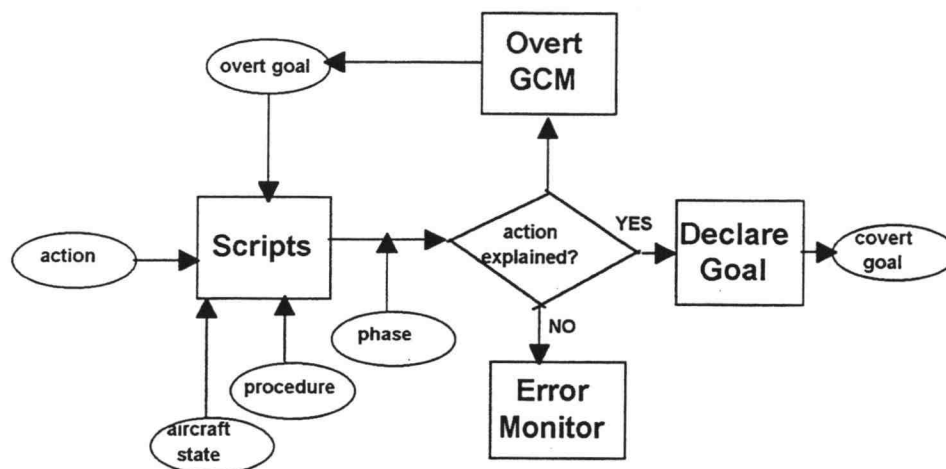 Overt
GCM
overt goal
Scripts
action
explained?
YES
Declare
Goal
covert
goal
action
NO
phase
procedure
Error
Monitor
aircraft
state